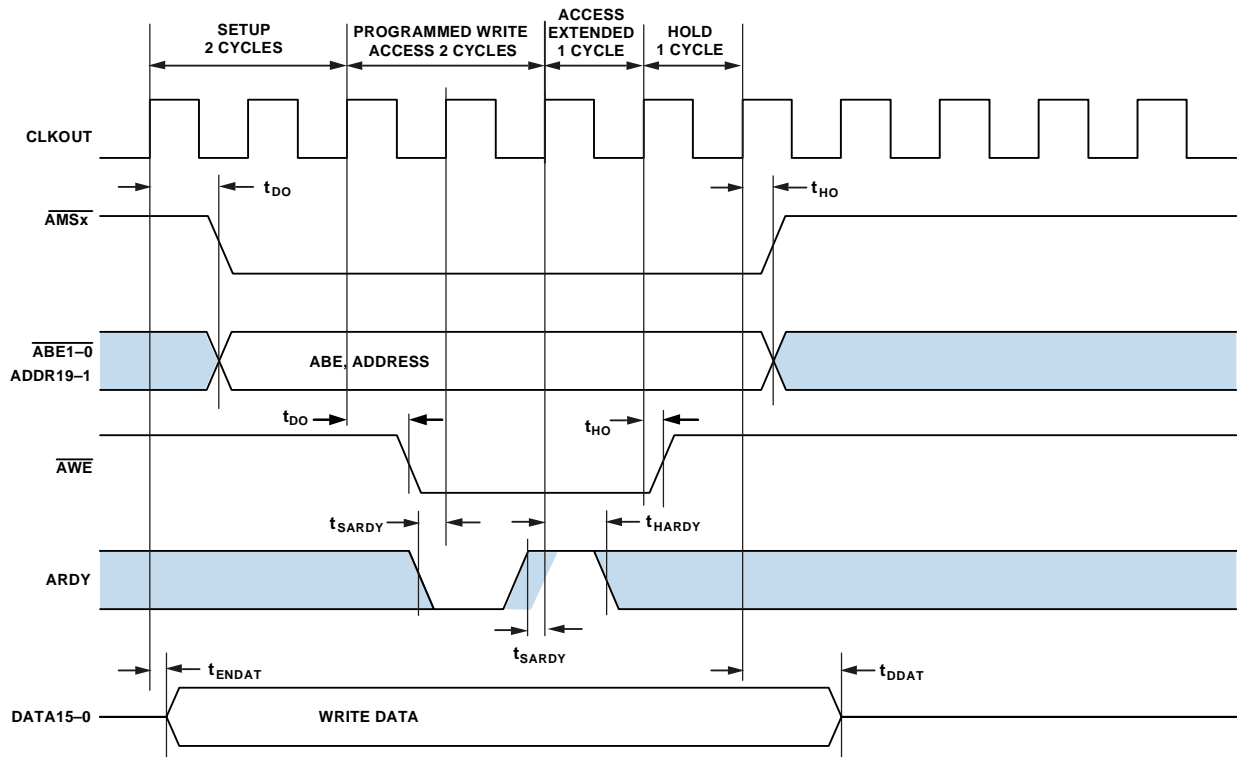 SETUP
2 CYCLES
PROGRAMMED WRITE
ACCESS 2 CYCLES
ACCESS
EXTENDED
1 CYCLE
HOLD
1 CYCLE
CLKOUT
tDO
tHO
AMSx
ABE1–0
ADDR19–1
ABE, ADDRESS
tDO
tHO
AWE
tSARDY
tHARDY
ARDY
tSARDY
tENDAT
tDDAT
DATA15–0
WRITE DATA